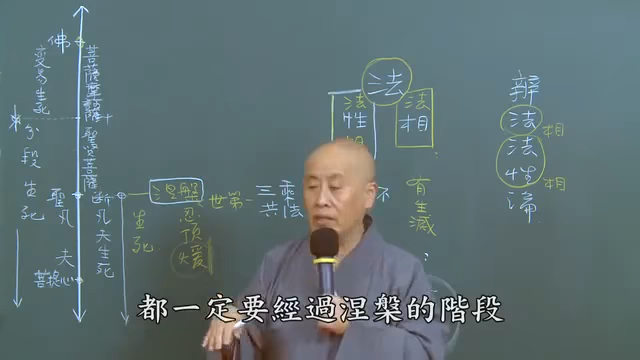 佛
變易生死
菩薩摩訶薩
聖賢菩薩
分段生死
聖
凡
夫
菩提心
斷凡夫生死
生死
涅槃
忍
頂
煖
世第一
三乘
共法
法
法性
法相
不
有生滅
辨
法相
法性相
諦
都一定要經過涅槃的階段